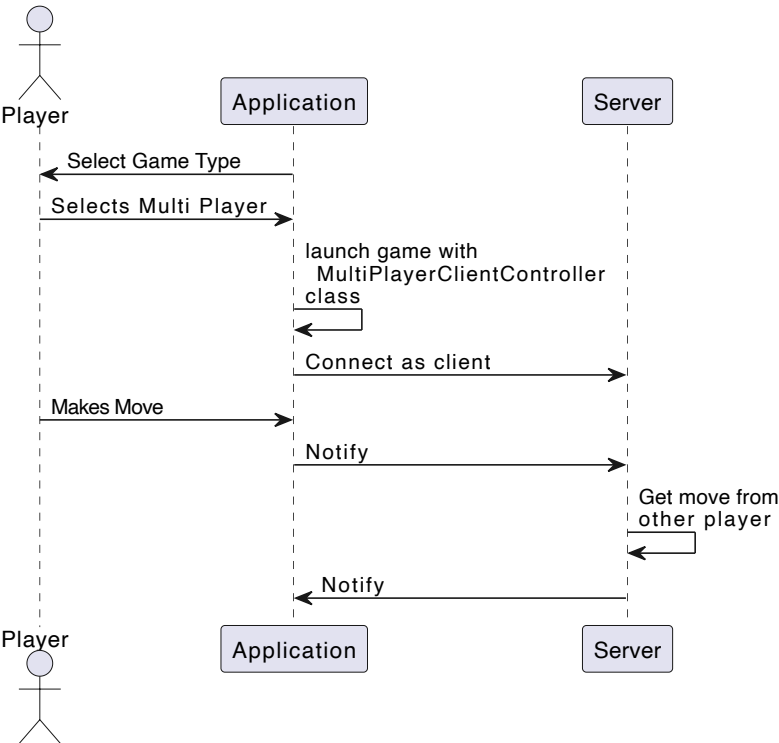 Player
Application
Server
Select Game Type
Selects Multi Player
launch game with
MultiPlayerClientController
class
Connect as client
Makes Move
Notify
Get move from
other player
Notify
Player
Application
Server